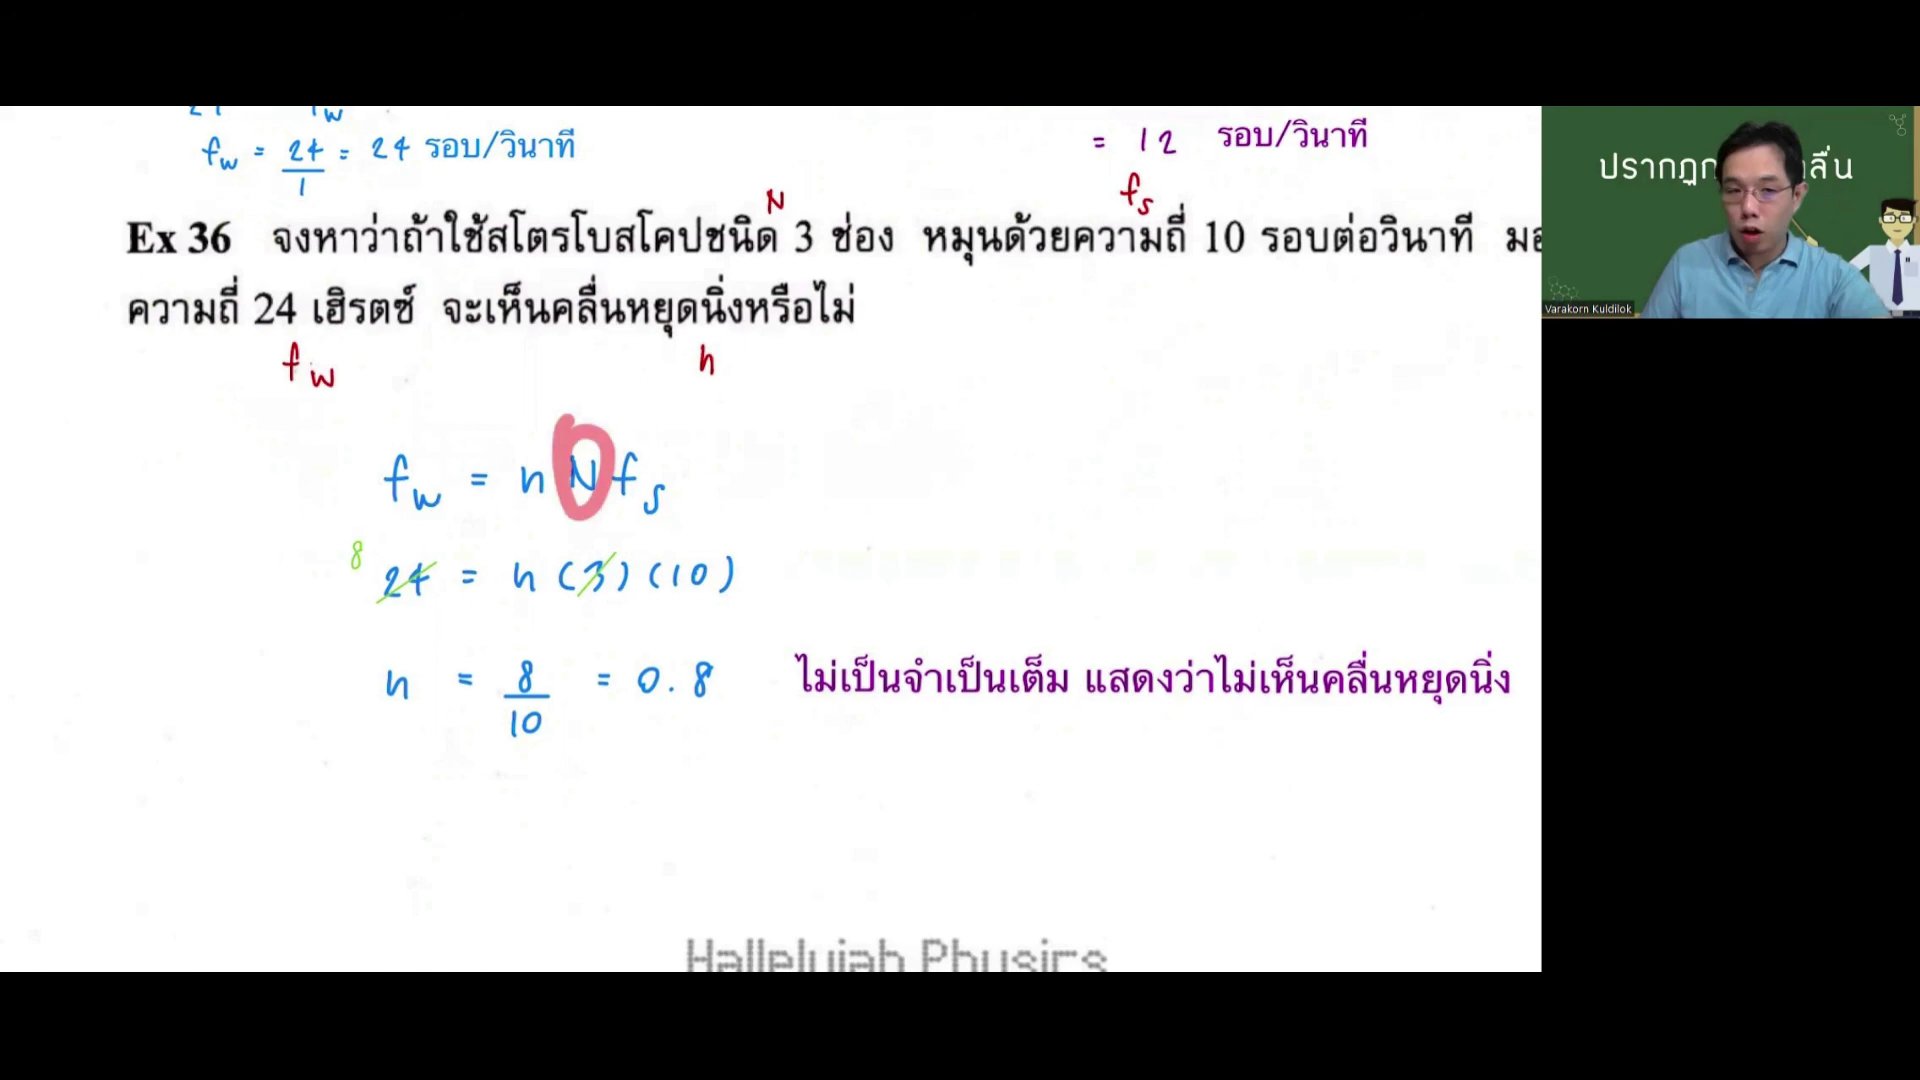 f_w = 24/1 = 24 รอบ/วินาที
= 12 รอบ/วินาที
N
f_s
Ex 36 จงหาว่าถ้าใช้สโตรโบสโคปชนิด 3 ช่อง หมุนด้วยความถี่ 10 รอบต่อวินาที
ความถี่ 24 เฮิรตซ์ จะเห็นคลื่นหยุดนิ่งหรือไม่
f_w
n
f_w = n N f_s
8
24 = n (3) (10)
n = 8/10 = 0.8 ไม่เป็นจำเป็นเต็ม แสดงว่าไม่เห็นคลื่นหยุดนิ่ง
Hallelujah Physics
Varakorn Kuldilok